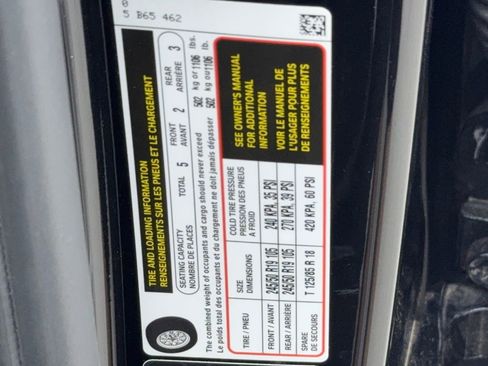 B65 462
TIRE AND LOADING INFORMATION
RENSEIGNEMENTS SUR LES PNEUS ET LE CHARGEMENT
SEATING CAPACITY
NOMBRE DE PLACES
TOTAL 5
FRONT
AVANT 2
REAR
ARRIÈRE 3
The combined weight of occupants and cargo should never exceed 502 kg or 1106 lbs.
Le poids total des occupants et du chargement ne doit jamais dépasser 502 kg ou 1106 lb.
TIRE / PNEU
SIZE
DIMENSIONS
COLD TIRE PRESSURE
PRESSION DES PNEUS
A FROID
FRONT / AVANT 245/50 R19 105 240 KPA, 35 PSI
REAR / ARRIÈRE 245/50 R19 105 270 KPA, 39 PSI
SPARE
DE SECOURS
T 125/85 R 18 420 KPA, 60 PSI
SEE OWNER'S MANUAL
FOR ADDITIONAL
INFORMATION
VOIR LE MANUEL DE
L'USAGER POUR PLUS
DE RENSEIGNEMENTS